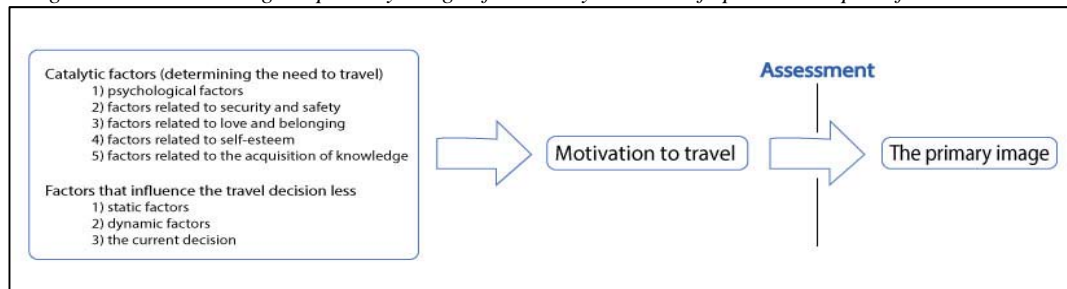 Catalytic factors (determining the need to travel)
1) psychological factors
2) factors related to security and safety
3) factors related to love and belonging
4) factors related to self-esteem
5) factors related to the acquisition of knowledge
Factors that influence the travel decision less
1) static factors
2) dynamic factors
3) the current decision
Motivation to travel
Assessment
The primary image